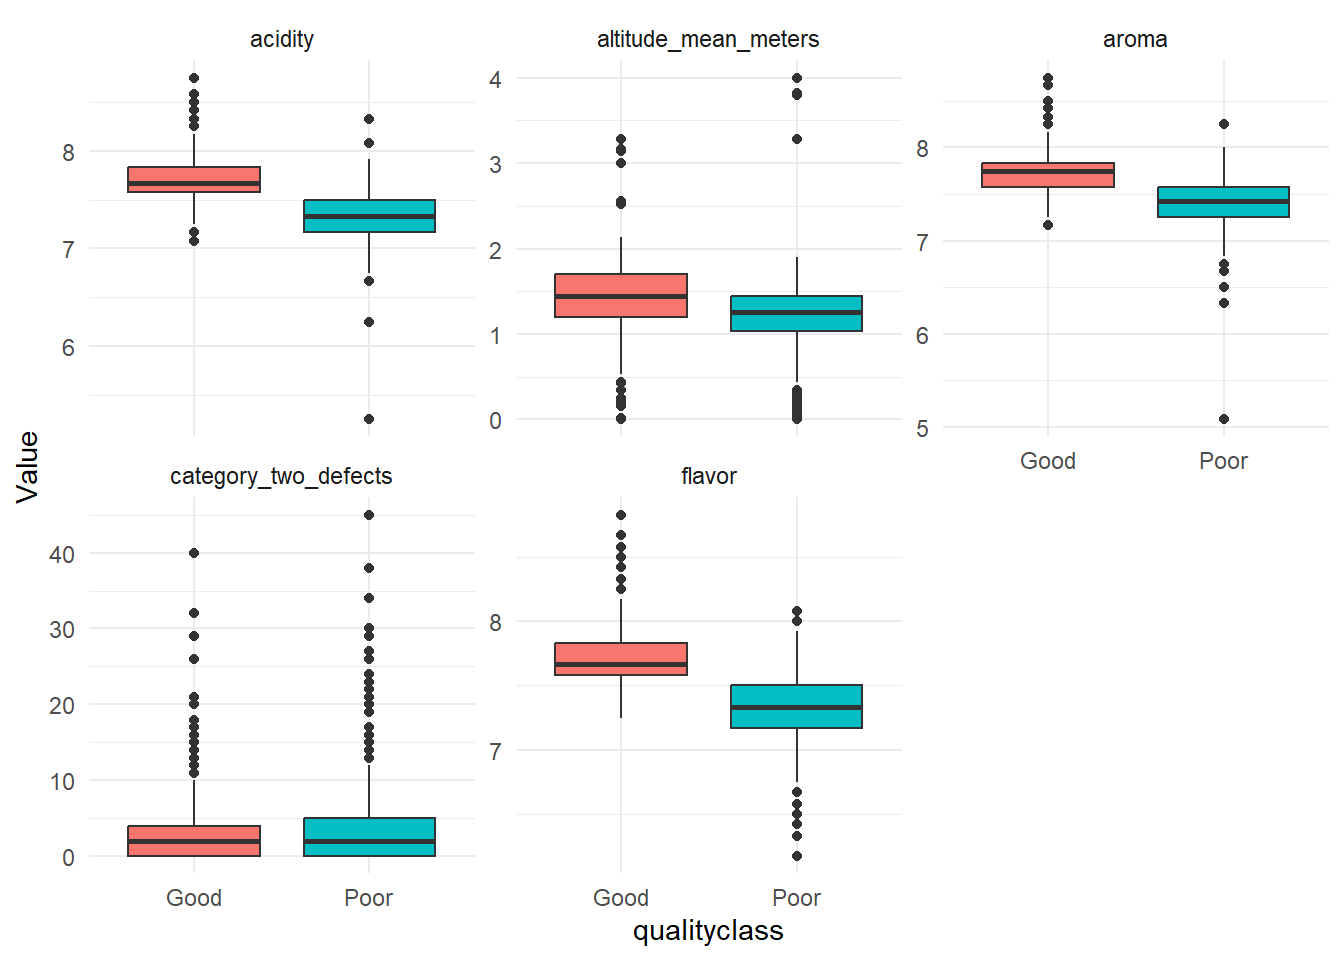 acidity
altitude_mean_meters
aroma
8
7
6
4
3
2
1
0
8
7
6
5
Good
Poor
Value
category_two_defects
flavor
40
30
20
10
0
8
7
Good
Poor
Good
Poor
qualityclass